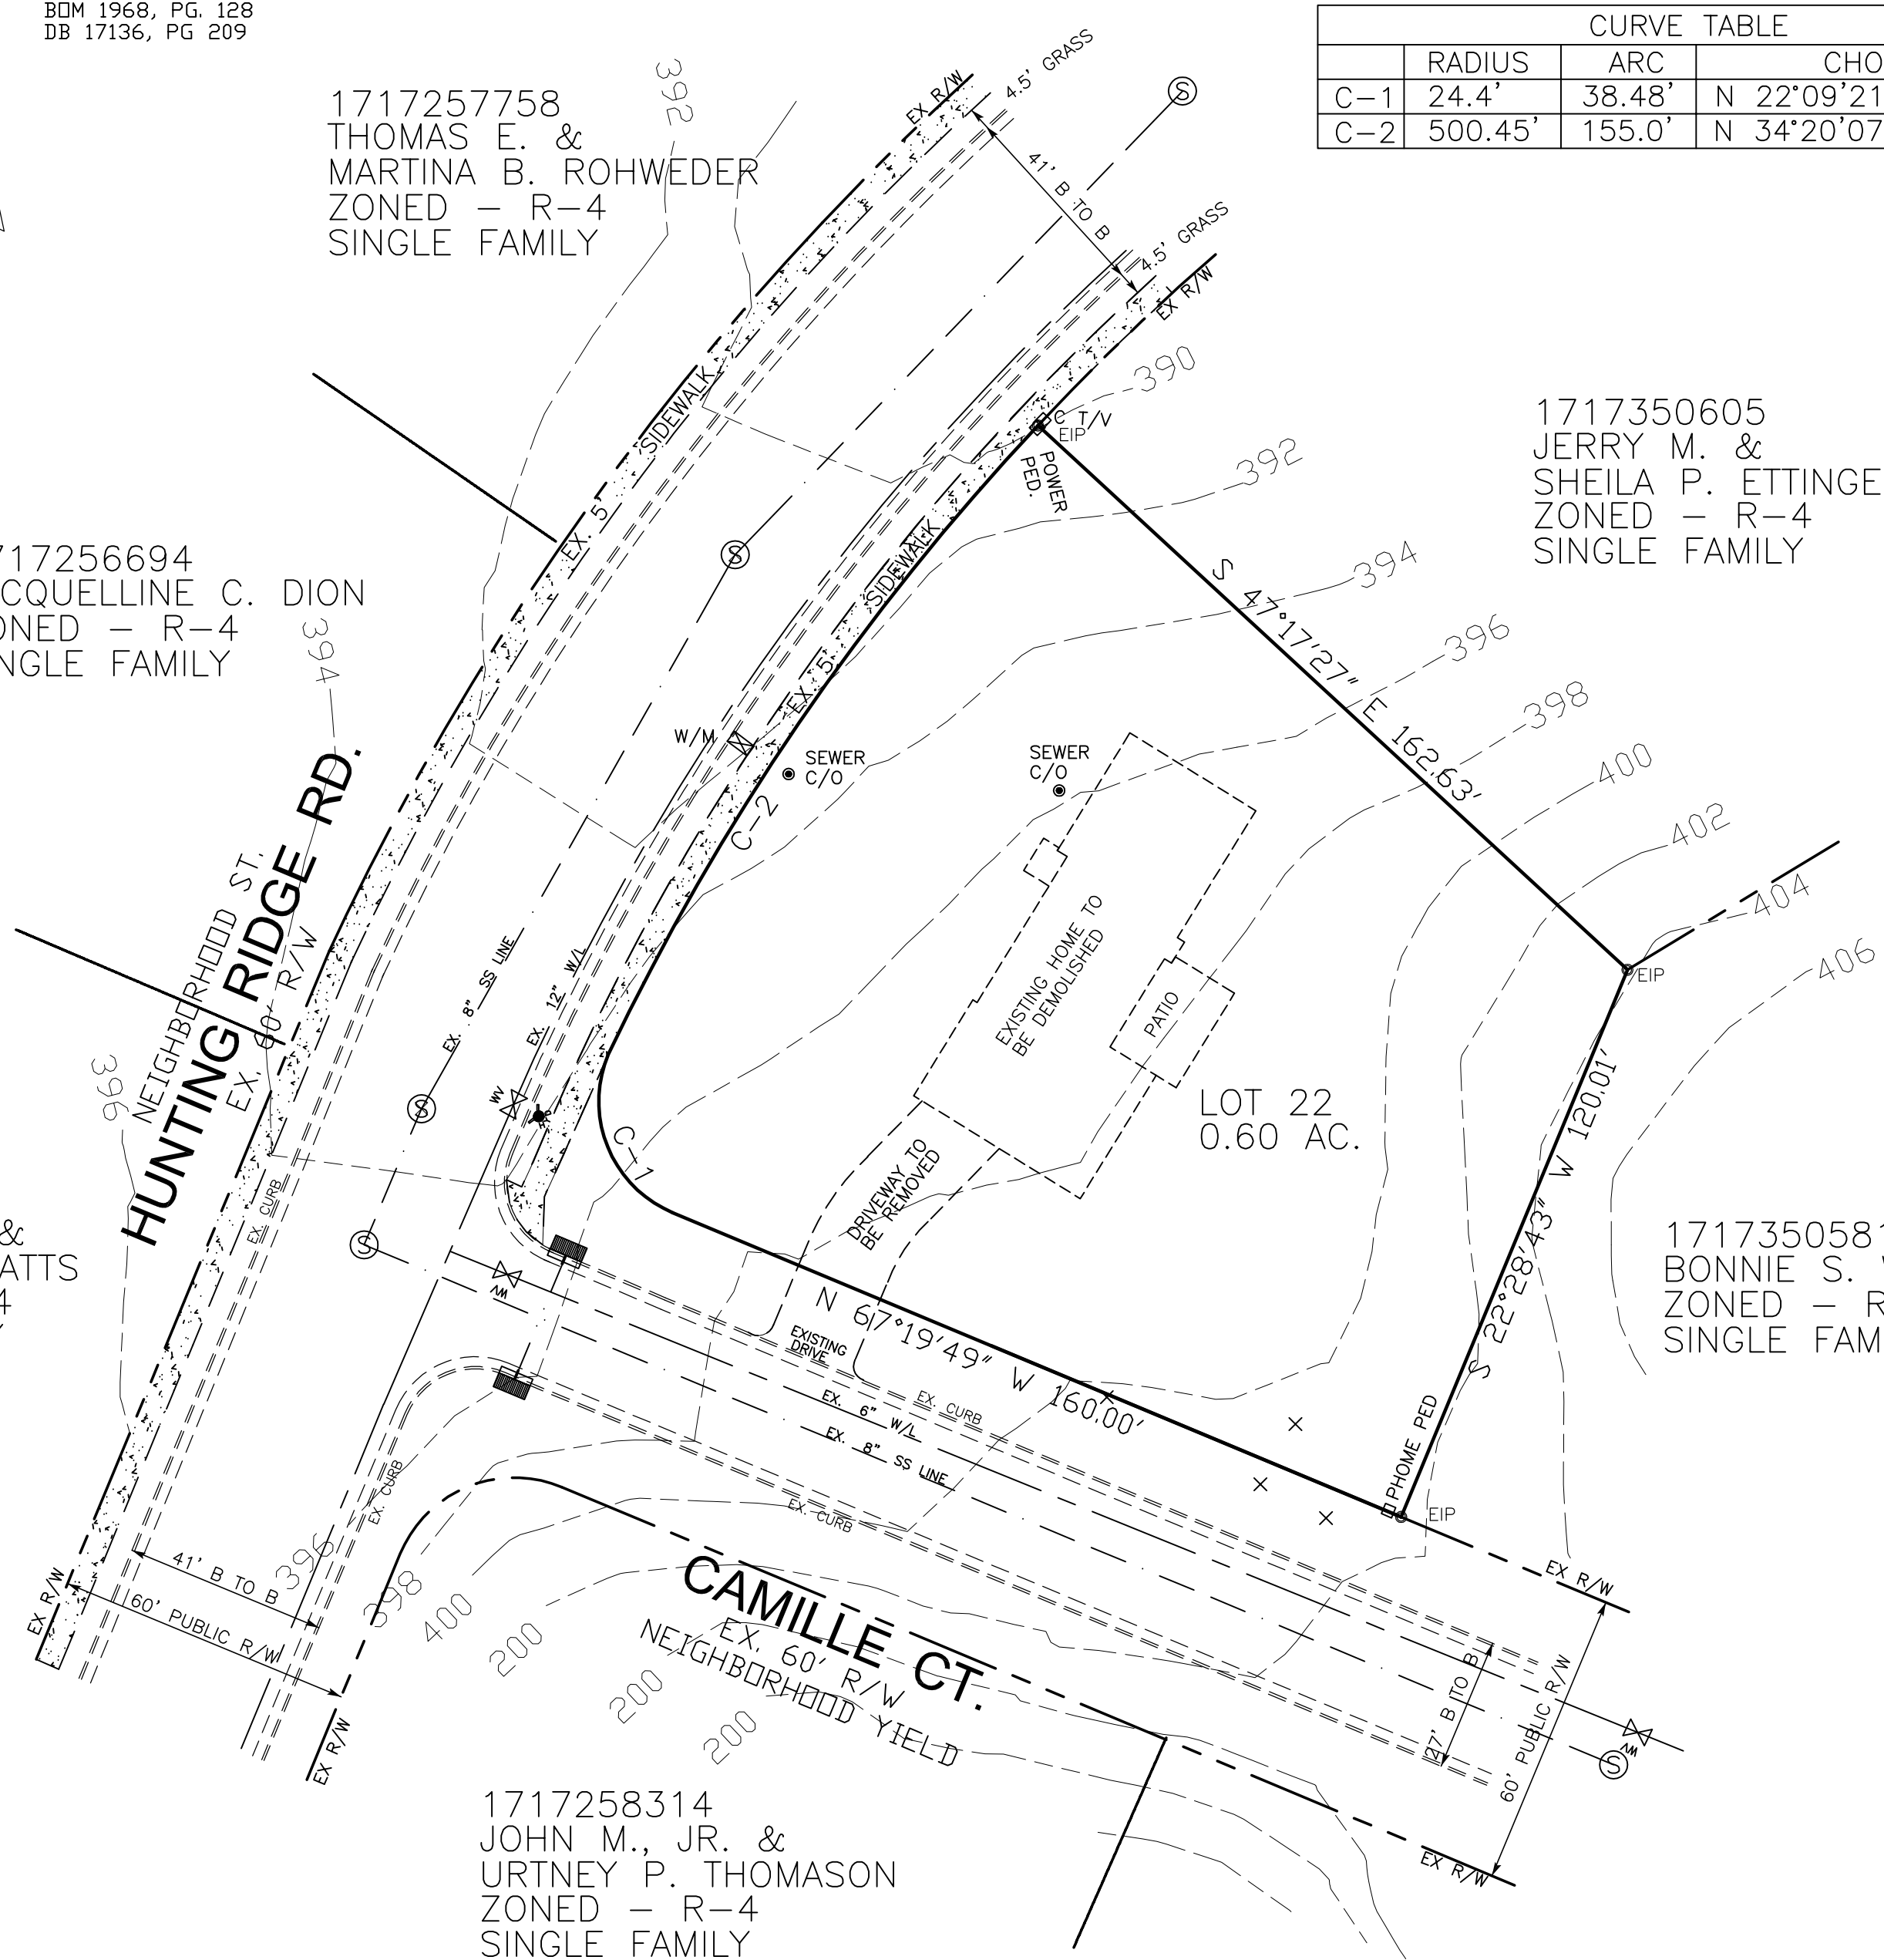 BOM 1968, PG. 128
DB 17136, PG 209
CURVE TABLE
RADIUS ARC CHO
C-1 24.4' 38.48' N 22°09'21
C-2 500.45' 155.0' N 34°20'07
1717257758
THOMAS E. &
MARTINA B. ROHWEDER
ZONED - R-4
SINGLE FAMILY
392
EX R/W
4.5' GRASS
S
41' B TO B
4.5' GRASS
EX R/W
390
C T/V
EIP
POWER
PED.
392
1717350605
JERRY M. &
SHEILA P. ETTINGE
ZONED - R-4
SINGLE FAMILY
EX. 5' SIDEWALK
S
EX. 5' SIDEWALK
717256694
CQUELLINE C. DION
ONED - R-4
NGLE FAMILY
394
S 47°17'27" E 162.63'
394
396
398
400
402
404
406
W/M
SEWER
C/O
SEWER
C/O
C-2
NEIGHBORHOOD ST.
HUNTING RIDGE RD.
EX. 60' R/W
396
EX. 8" SS LINE
EX. 12" W/L
WV
S
EXISTING HOME TO
BE DEMOLISHED
PATIO
EIP
LOT 22
0.60 AC.
C-1
DRIVEWAY TO
BE REMOVED
S 22°28'43" W 120.01'
&
ATTS
4
EX. CURB
S
1717350581
BONNIE S.
ZONED - R
SINGLE FAM
N 67°19'49" W 160.00'
EXISTING
DRIVE
EX. CURB
EX. 6" W/L
EX. 8" SS LINE
EX. CURB
EX. CURB
PHOME PED
EIP
EX R/W
EX R/W
41' B TO B
60' PUBLIC R/W
EX R/W
396
398
400
200
200
200
CAMILLE CT.
EX. 60' R/W
NEIGHBORHOOD YIELD
27' B TO B
60' PUBLIC R/W
S
EX R/W
1717258314
JOHN M., JR. &
URTNEY P. THOMASON
ZONED - R-4
SINGLE FAMILY